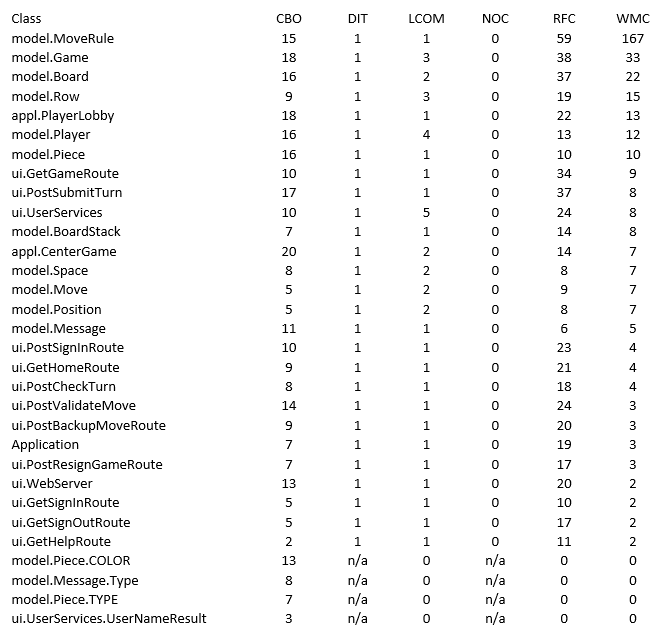 Class CBO DIT LCOM NOC RFC WMC
model.MoveRule 15 1 1 0 59 167
model.Game 18 1 3 0 38 33
model.Board 16 1 2 0 37 22
model.Row 9 1 3 0 19 15
appl.PlayerLobby 18 1 1 0 22 13
model.Player 16 1 4 0 13 12
model.Piece 16 1 1 0 10 10
ui.GetGameRoute 10 1 1 0 34 9
ui.PostSubmitTurn 17 1 1 0 37 8
ui.UserServices 10 1 5 0 24 8
model.BoardStack 7 1 1 0 14 8
appl.CenterGame 20 1 2 0 14 7
model.Space 8 1 2 0 8 7
model.Move 5 1 2 0 9 7
model.Position 5 1 2 0 8 7
model.Message 11 1 1 0 6 5
ui.PostSignInRoute 10 1 1 0 23 4
ui.GetHomeRoute 9 1 1 0 21 4
ui.PostCheckTurn 8 1 1 0 18 4
ui.PostValidateMove 14 1 1 0 24 3
ui.PostBackupMoveRoute 9 1 1 0 20 3
Application 7 1 1 0 19 3
ui.PostResignGameRoute 7 1 1 0 17 3
ui.WebServer 13 1 1 0 20 2
ui.GetSignInRoute 5 1 1 0 10 2
ui.GetSignOutRoute 5 1 1 0 17 2
ui.GetHelpRoute 2 1 1 0 11 2
model.Piece.COLOR 13 n/a 0 n/a 0 0
model.Message.Type 8 n/a 0 n/a 0 0
model.Piece.TYPE 7 n/a 0 n/a 0 0
ui.UserServices.UserNameResult 3 n/a 0 n/a 0 0